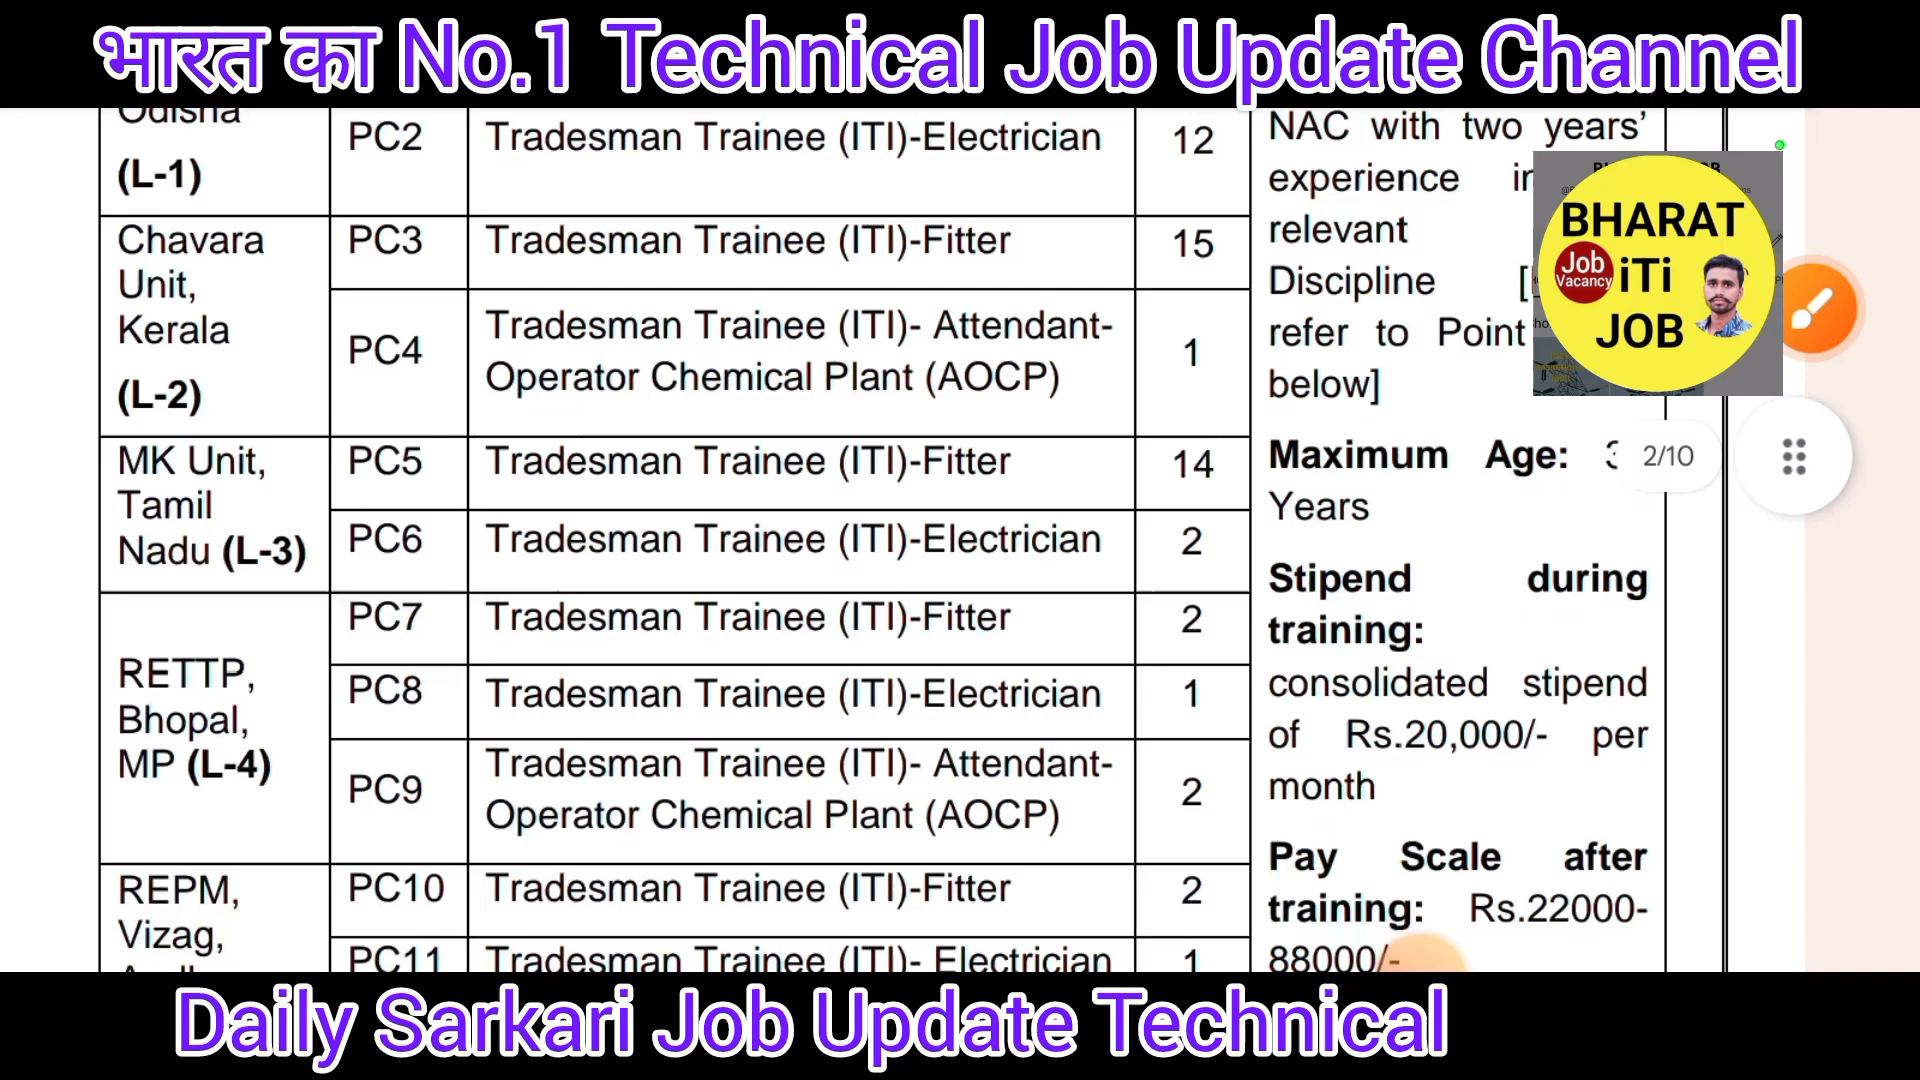 भारत का No.1 Technical Job Update Channel
Odisha
(L-1)
PC2
Tradesman Trainee (ITI)-Electrician
12
Chavara
Unit,
Kerala
(L-2)
PC3
Tradesman Trainee (ITI)-Fitter
15
PC4
Tradesman Trainee (ITI)- Attendant-
Operator Chemical Plant (AOCP)
1
MK Unit,
Tamil
Nadu (L-3)
PC5
Tradesman Trainee (ITI)-Fitter
14
PC6
Tradesman Trainee (ITI)-Electrician
2
RETTP,
Bhopal,
MP (L-4)
PC7
Tradesman Trainee (ITI)-Fitter
2
PC8
Tradesman Trainee (ITI)-Electrician
1
PC9
Tradesman Trainee (ITI)- Attendant-
Operator Chemical Plant (AOCP)
2
REPM,
Vizag,
PC10
Tradesman Trainee (ITI)-Fitter
2
PC11
Tradesman Trainee (ITI)- Electrician
1
NAC with two years’
experience
relevant
Discipline
refer to Point
below]
Maximum Age:
Years
Stipend during
training:
consolidated stipend
of Rs.20,000/- per
month
Pay Scale after
training: Rs.22000-
88000/-
BHARAT
Job
Vacancy
iTi
JOB
2/10
Daily Sarkari Job Update Technical